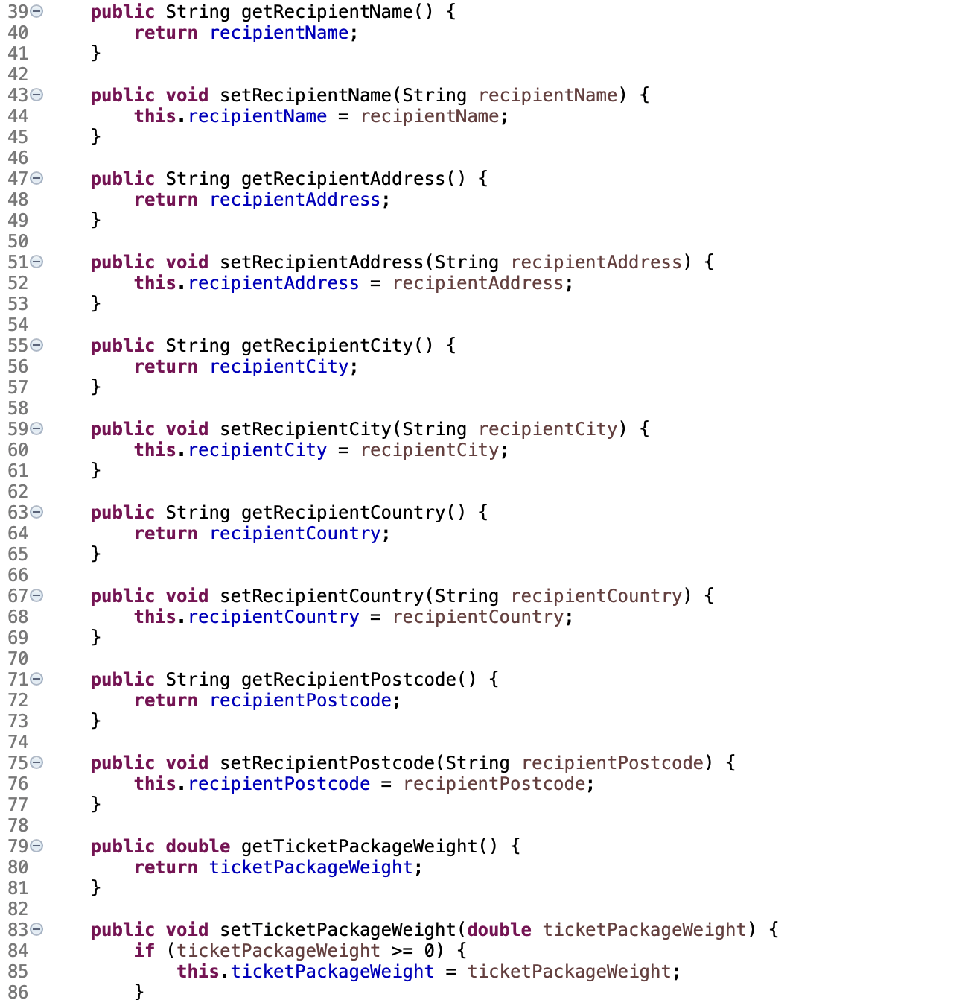 39 public String getRecipientName() {
40 return recipientName;
41 }
42
43 public void setRecipientName(String recipientName) {
44 this.recipientName = recipientName;
45 }
46
47 public String getRecipientAddress() {
48 return recipientAddress;
49 }
50
51 public void setRecipientAddress(String recipientAddress) {
52 this.recipientAddress = recipientAddress;
53 }
54
55 public String getRecipientCity() {
56 return recipientCity;
57 }
58
59 public void setRecipientCity(String recipientCity) {
60 this.recipientCity = recipientCity;
61 }
62
63 public String getRecipientCountry() {
64 return recipientCountry;
65 }
66
67 public void setRecipientCountry(String recipientCountry) {
68 this.recipientCountry = recipientCountry;
69 }
70
71 public String getRecipientPostcode() {
72 return recipientPostcode;
73 }
74
75 public void setRecipientPostcode(String recipientPostcode) {
76 this.recipientPostcode = recipientPostcode;
77 }
78
79 public double getTicketPackageWeight() {
80 return ticketPackageWeight;
81 }
82
83 public void setTicketPackageWeight(double ticketPackageWeight) {
84 if (ticketPackageWeight >= 0) {
85 this.ticketPackageWeight = ticketPackageWeight;
86 }